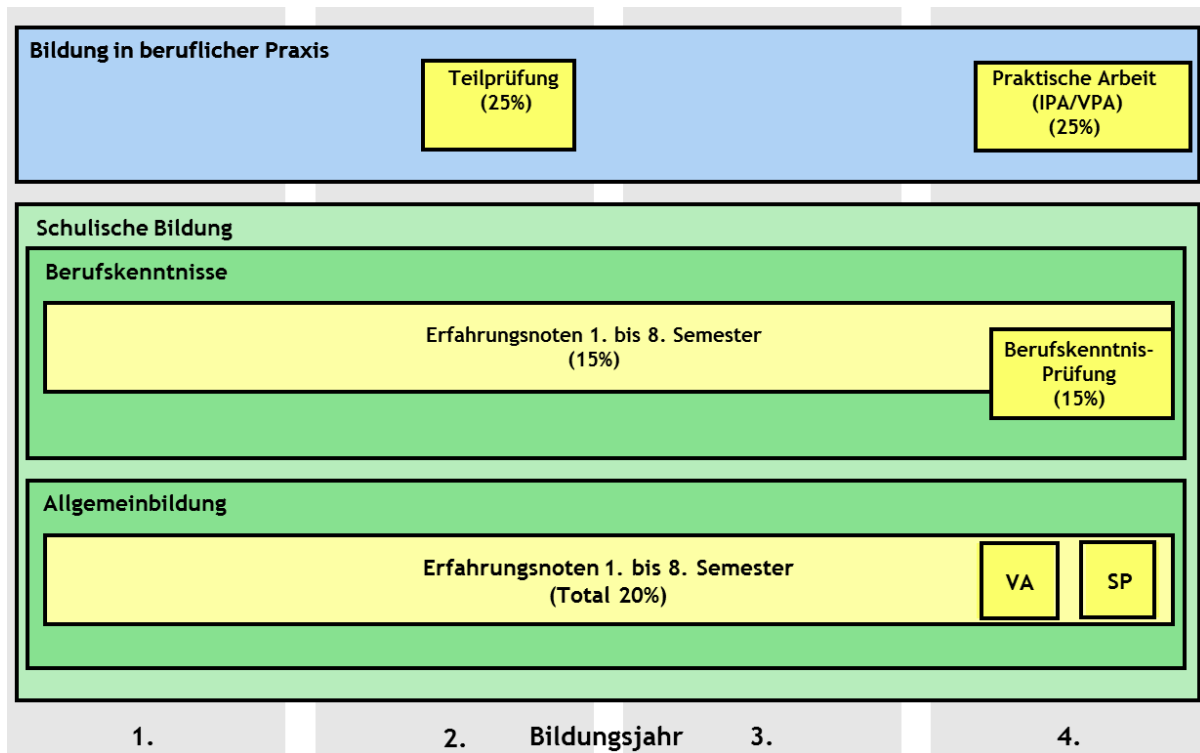 Bildung in beruflicher Praxis
Teilprüfung
(25%)
Praktische Arbeit
(IPA/VPA)
(25%)
Schulische Bildung
Berufskenntnisse
Erfahrungsnoten 1. bis 8. Semester
(15%)
Berufskenntnis-
Prüfung
(15%)
Allgemeinbildung
Erfahrungsnoten 1. bis 8. Semester
(Total 20%)
VA
SP
1. 2. Bildungsjahr 3. 4.